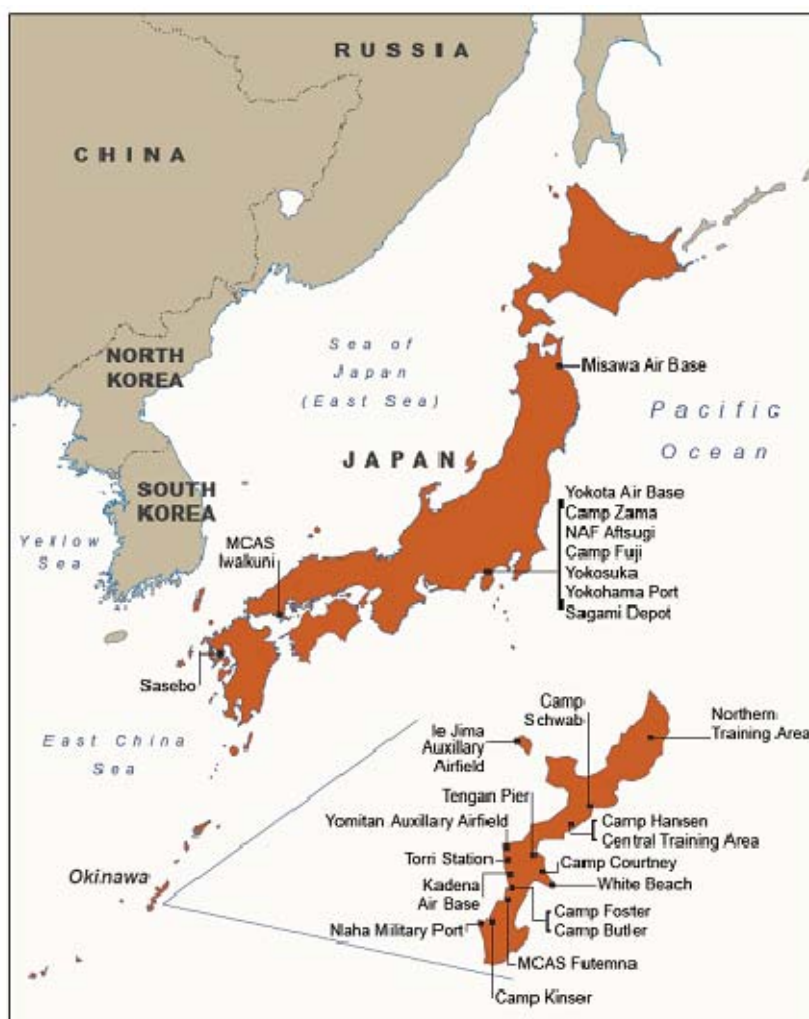 RUSSIA
CHINA
NORTH
KOREA
Sea of
Japan
(East Sea)
Misawa Air Base
Pacific
Ocean
JAPAN
SOUTH
KOREA
Yellow
Sea
MCAS
Iwakuni
Yokota Air Base
Camp Zama
NAF Aftsugi
Camp Fuji
Yokosuka
Yokohama Port
Sagami Depot
Sasebo
East China
Sea
Camp
Schwab
Northern
Training Area
Ie Jima
Auxillary
Airfield
Tengan Pier
Yomitan Auxillary Airfield
Camp Hansen
Central Training Area
Torri Station
Camp Courtney
Okinawa
Kadena
Air Base
White Beach
Camp Foster
Camp Butler
Naha Military Port
MCAS Futemna
Camp Kinser